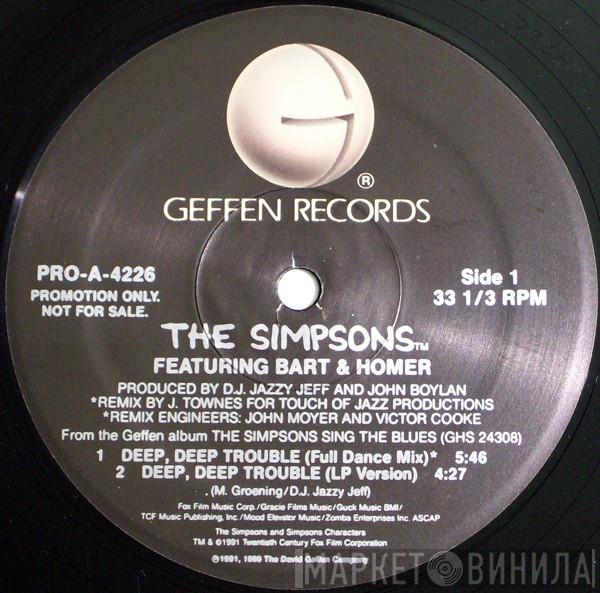 ®
GEFFEN RECORDS
PRO-A-4226
PROMOTION ONLY.
NOT FOR SALE.
Side 1
33 1/3 RPM
THE SIMPSONS™
FEATURING BART & HOMER
PRODUCED BY D.J. JAZZY JEFF AND JOHN BOYLAN
*REMIX BY J. TOWNES FOR TOUCH OF JAZZ PRODUCTIONS
*REMIX ENGINEERS: JOHN MOYER AND VICTOR COOKE
From the Geffen album THE SIMPSONS SING THE BLUES (GHS 24308)
1 DEEP, DEEP TROUBLE (Full Dance Mix)* 5:46
2 DEEP, DEEP TROUBLE (LP Version) 4:27
. (M. Groening/D.J. Jazzy Jeff)
Fox Film Music Corp./Gracie Films Music/Guck Music BMI/
TCF Music Publishing, Inc./Mood Elevator Music/Zomba Enterprises Inc. ASCAP
The Simpsons and Simpsons Characters
TM & ©1991 Twentieth Century Fox Film Corporation
℗©1991, 1990 The David Geffen Company
МАРКЕТ ВИНИЛА